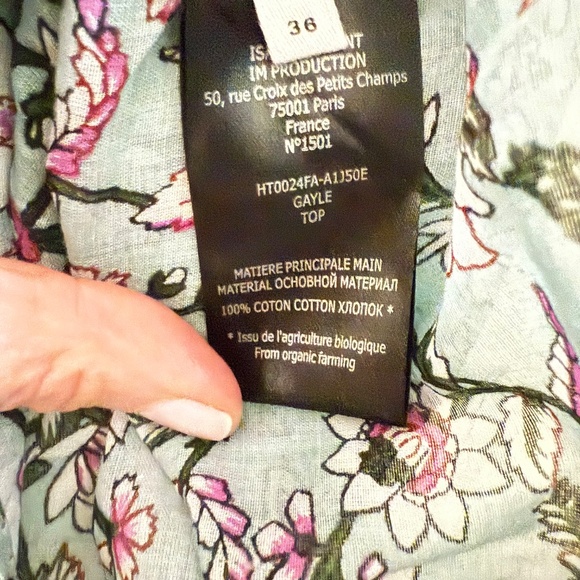 36
IM PRODUCTION
50, rue Croix des Petits Champs
75001 Paris
France
N°1501
HT0024FA-A1J50E
GAYLE
TOP
MATIERE PRINCIPALE MAIN
MATERIAL ОСНОВНОЙ МАТЕРИАЛ
100% COTON COTTON ХЛОПОК *
* Issu de l'agriculture biologique
From organic farming